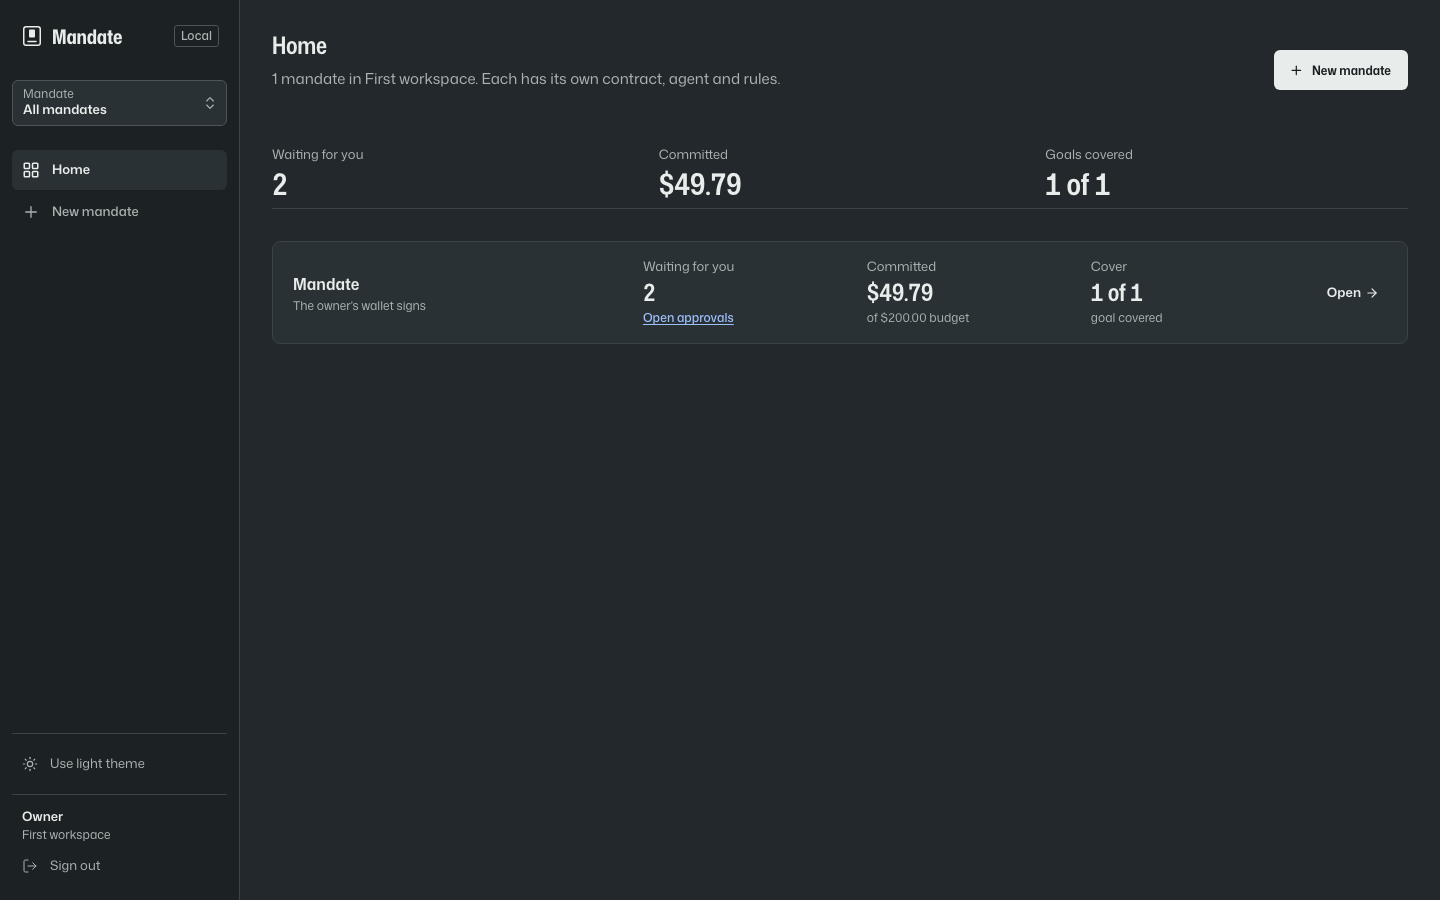 Mandate
Local
Mandate
All mandates
Home
New mandate
Use light theme
Owner
First workspace
Sign out
Home
1 mandate in First workspace. Each has its own contract, agent and rules.
New mandate
Waiting for you
2
Committed
$49.79
Goals covered
1 of 1
Mandate
The owner's wallet signs
Waiting for you
2
Open approvals
Committed
$49.79
of $200.00 budget
Cover
1 of 1
goal covered
Open